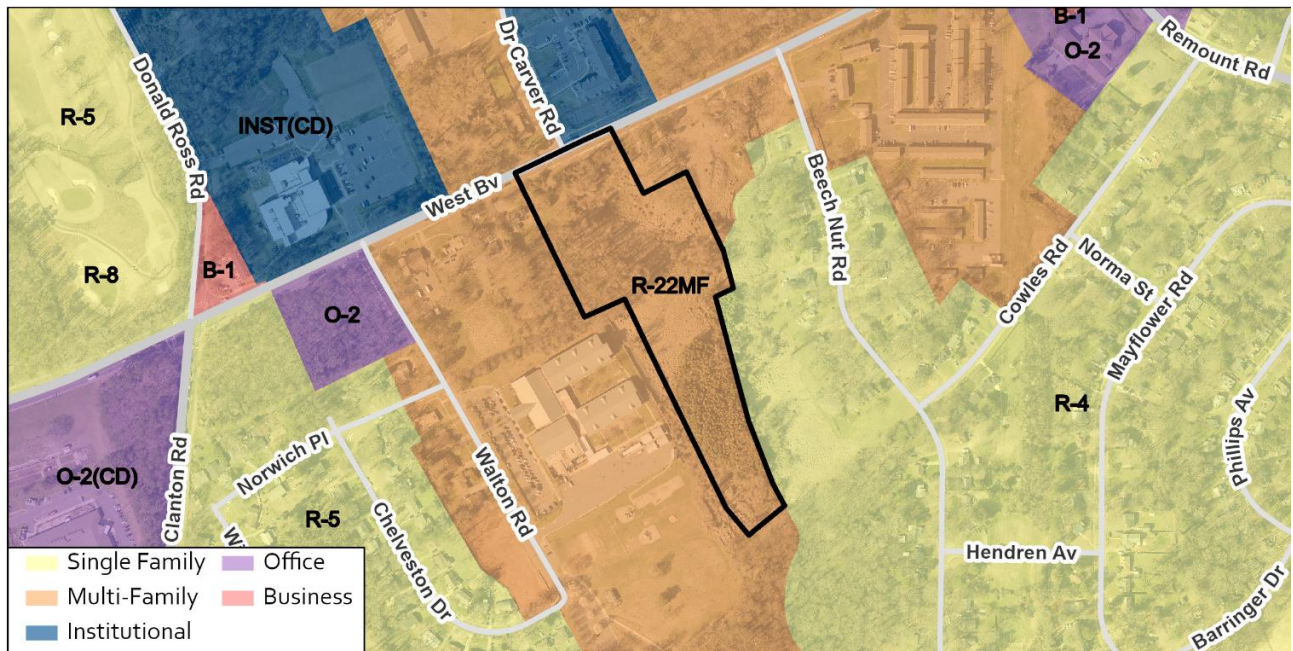 B-1
O-2
Remount Rd
Donald Ross Rd
Dr Carver Rd
R-5
INST(CD)
West Bv
Beech Nut Rd
B-1
R-8
R-22MF
O-2
Cowles Rd
Norma St
Mayflower Rd
R-4
Phillips Av
Norwich Pl
Walton Rd
O-2(CD)
Clanton Rd
R-5
Chelveston Dr
Hendren Av
Barringer Dr
Single Family
Office
Multi-Family
Business
Institutional